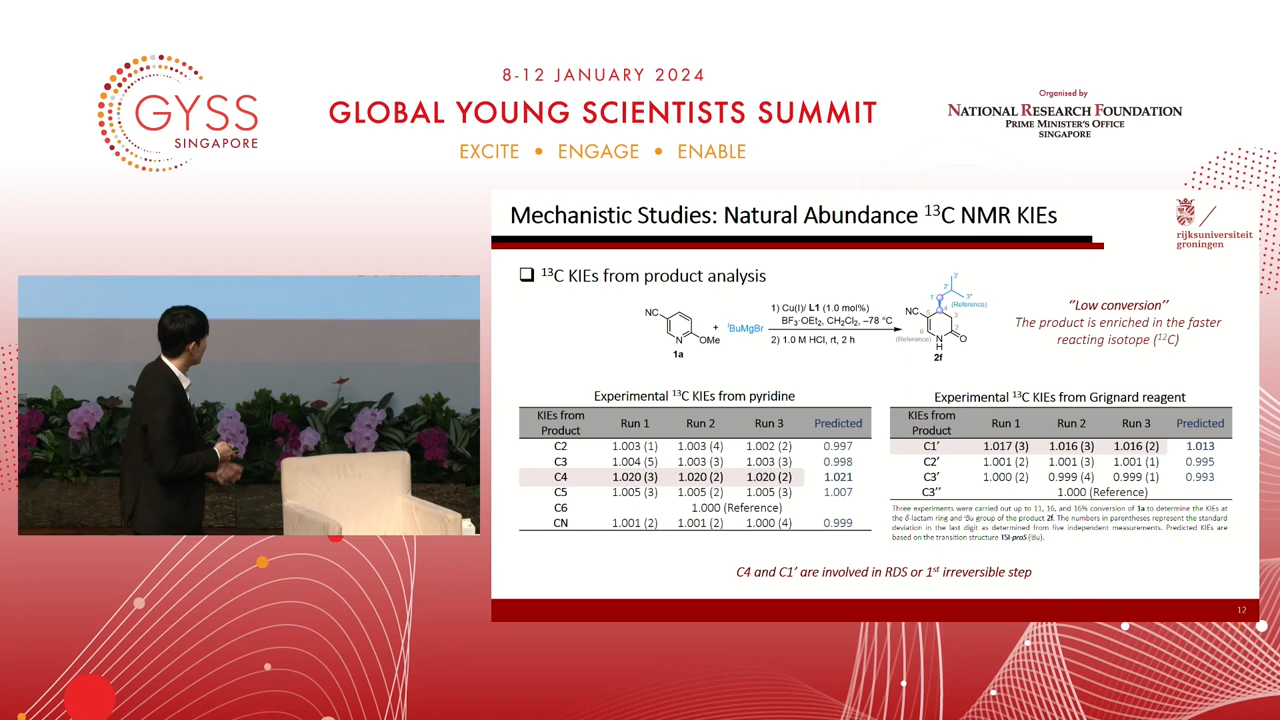 GYSS
SINGAPORE
8-12 JANUARY 2024
GLOBAL YOUNG SCIENTISTS SUMMIT
EXCITE • ENGAGE • ENABLE
Organised by
NATIONAL RESEARCH FOUNDATION
PRIME MINISTER'S OFFICE
SINGAPORE
Mechanistic Studies: Natural Abundance ¹³C NMR KIEs
rijksuniversiteit
groningen
❑ ¹³C KIEs from product analysis
NC
N
OMe
1a
+
ⁱBuMgBr
1) Cu(I)/ L1 (1.0 mol%)
BF₃·OEt₂, CH₂Cl₂, –78 °C
2) 1.0 M HCl, rt, 2 h
3'
2'
1'
3''
(Reference)
NC
5
4
3
6
2
(Reference)
N
H
O
2f
''Low conversion''
The product is enriched in the faster
reacting isotope (¹²C)
Experimental ¹³C KIEs from pyridine
KIEs from Product Run 1 Run 2 Run 3 Predicted
C2 1.003 (1) 1.003 (4) 1.002 (2) 0.997
C3 1.004 (5) 1.003 (3) 1.003 (3) 0.998
C4 1.020 (3) 1.020 (2) 1.020 (2) 1.021
C5 1.005 (3) 1.005 (2) 1.005 (3) 1.007
C6 1.000 (Reference)
CN 1.001 (2) 1.001 (2) 1.000 (4) 0.999
Experimental ¹³C KIEs from Grignard reagent
KIEs from Product Run 1 Run 2 Run 3 Predicted
C1' 1.017 (3) 1.016 (3) 1.016 (2) 1.013
C2' 1.001 (2) 1.001 (3) 1.001 (1) 0.995
C3' 1.000 (2) 0.999 (4) 0.999 (1) 0.993
C3'' 1.000 (Reference)
Three experiments were carried out up to 11, 16, and 16% conversion of 1a to determine the KIEs at
the δ-lactam ring and ⁱBu group of the product 2f. The numbers in parentheses represent the standard
deviation in the last digit as determined from five independent measurements. Predicted KIEs are
based on the transition structure TSI-proS (ⁱBu).
C4 and C1' are involved in RDS or 1ˢᵗ irreversible step
12